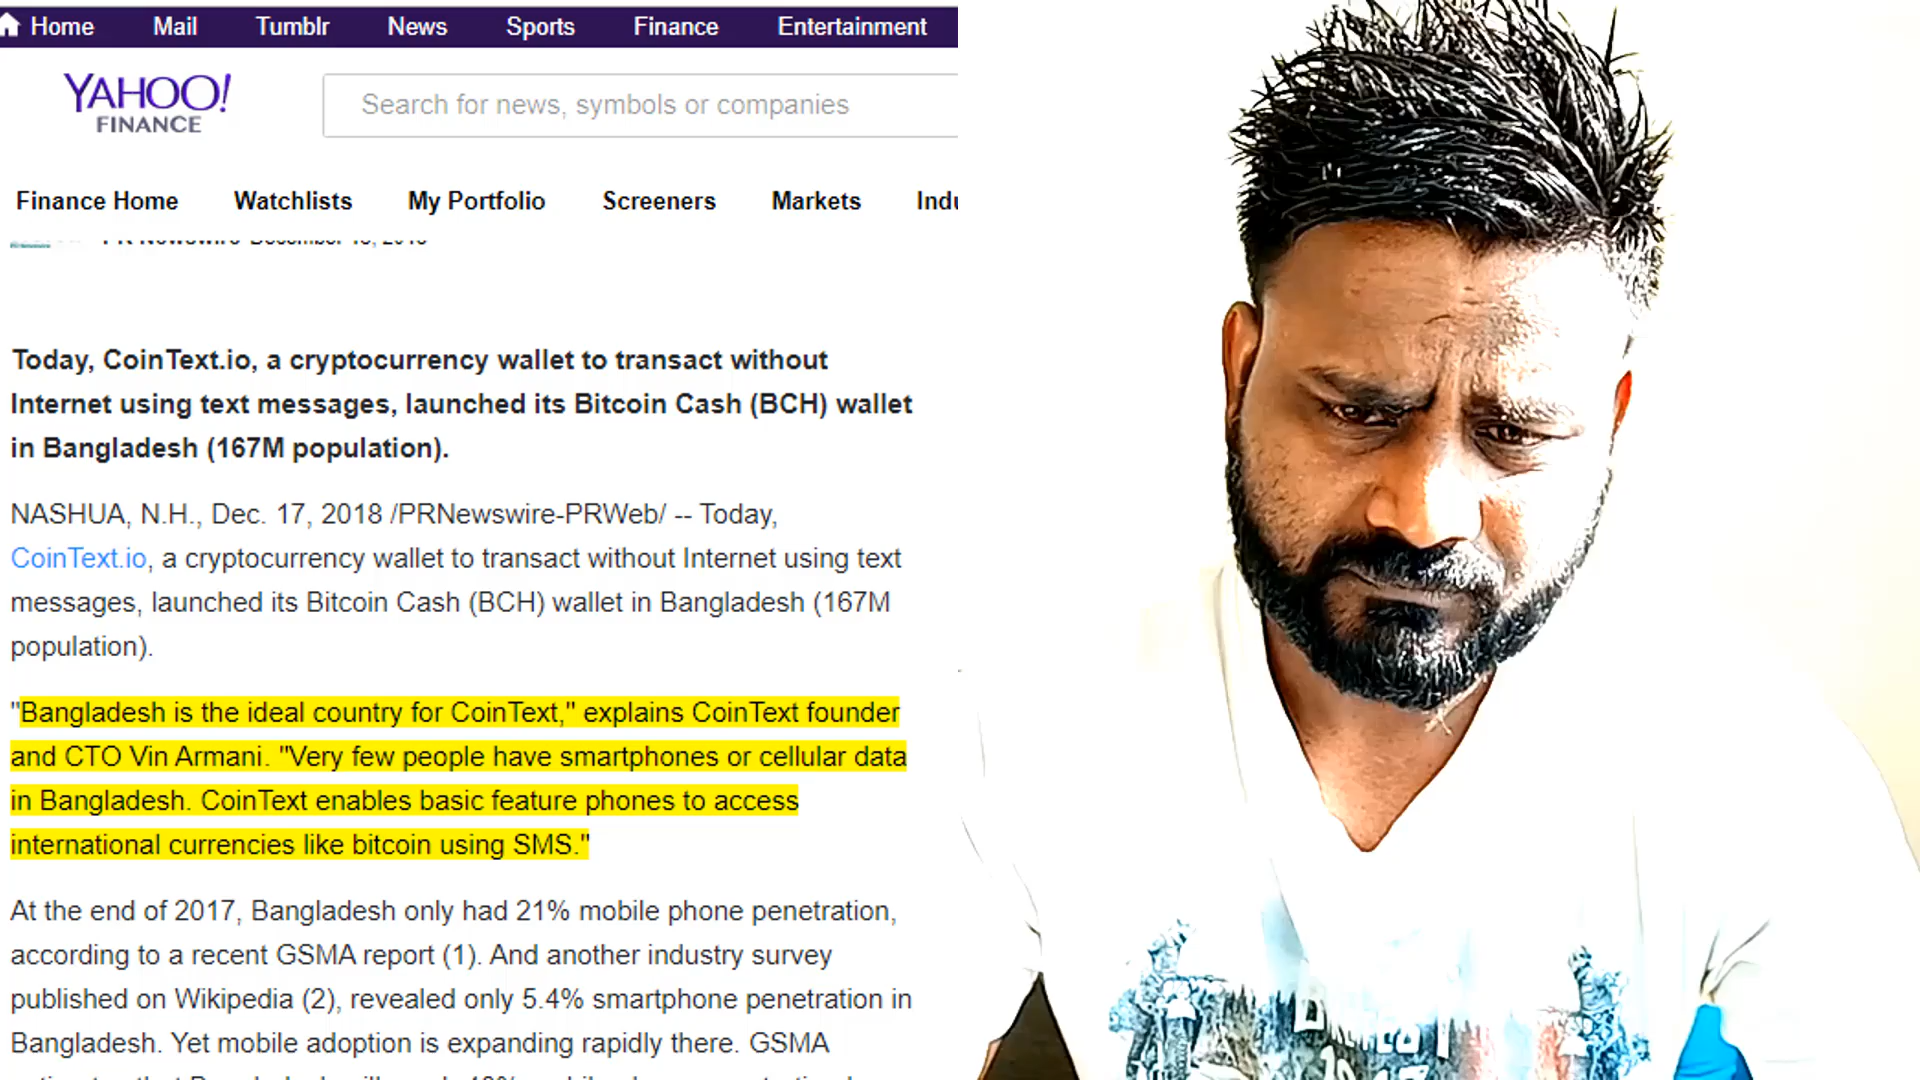 Home Mail Tumblr News Sports Finance Entertainment
YAHOO!
FINANCE
Search for news, symbols or companies
Finance Home Watchlists My Portfolio Screeners Markets
Today, CoinText.io, a cryptocurrency wallet to transact without
Internet using text messages, launched its Bitcoin Cash (BCH) wallet
in Bangladesh (167M population).
NASHUA, N.H., Dec. 17, 2018 /PRNewswire-PRWeb/ -- Today,
CoinText.io, a cryptocurrency wallet to transact without Internet using text
messages, launched its Bitcoin Cash (BCH) wallet in Bangladesh (167M
population).
"Bangladesh is the ideal country for CoinText," explains CoinText founder
and CTO Vin Armani. "Very few people have smartphones or cellular data
in Bangladesh. CoinText enables basic feature phones to access
international currencies like bitcoin using SMS."
At the end of 2017, Bangladesh only had 21% mobile phone penetration,
according to a recent GSMA report (1). And another industry survey
published on Wikipedia (2), revealed only 5.4% smartphone penetration in
Bangladesh. Yet mobile adoption is expanding rapidly there. GSMA